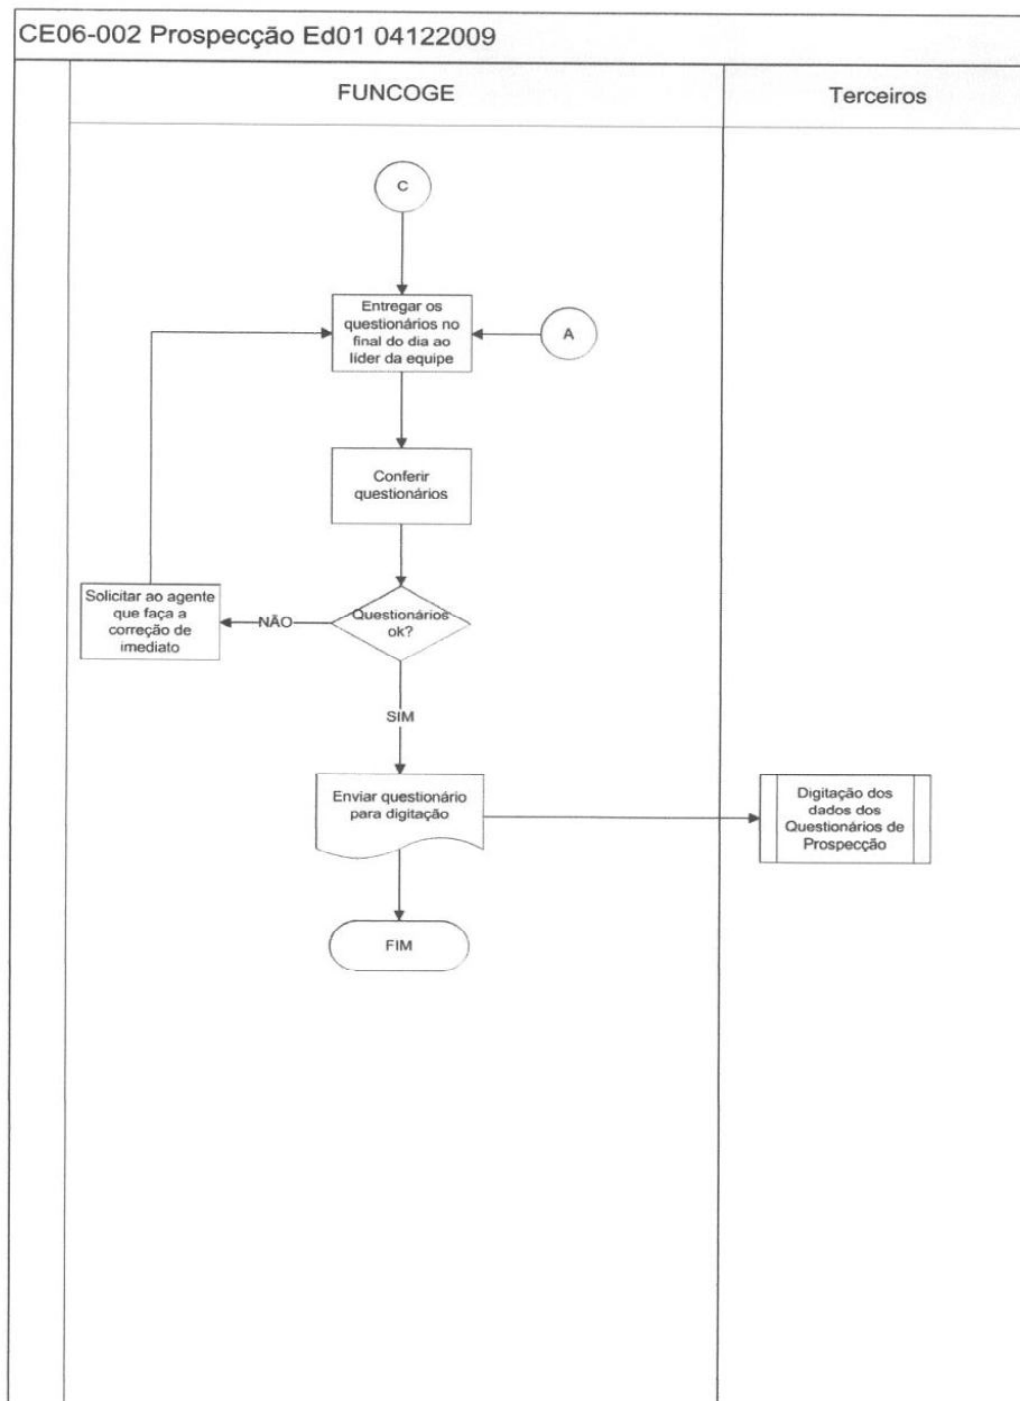 CE06-002 Prospecção Ed01 04122009
FUNCOGE
Terceiros
C
Entregar os
questionários no
final do dia ao
líder da equipe
A
Conferir
questionários
Questionários
ok?
NÃO
Solicitar ao agente
que faça a
correção de
imediato
SIM
Enviar questionário
para digitação
Digitação dos
dados dos
Questionários de
Prospecção
FIM